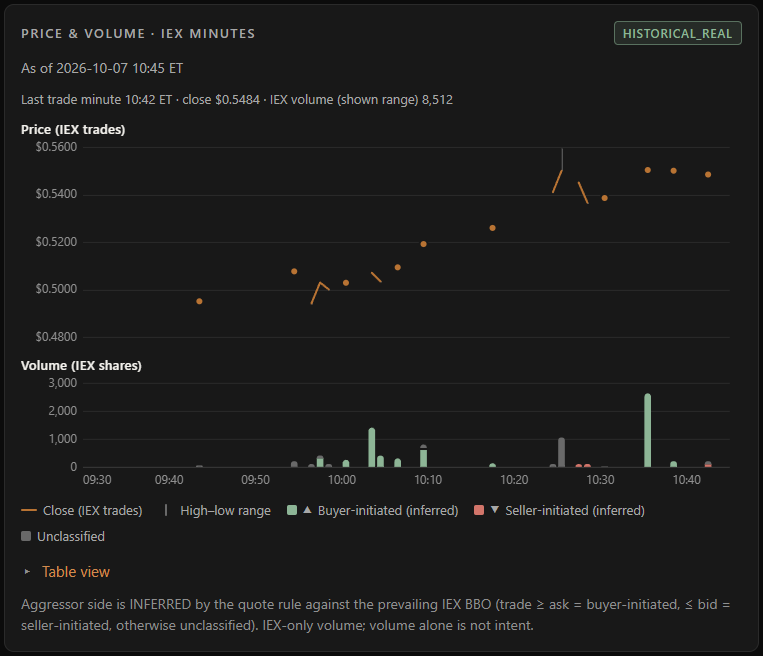 PRICE & VOLUME · IEX MINUTES
HISTORICAL_REAL
As of 2026-10-07 10:45 ET
Last trade minute 10:42 ET · close $0.5484 · IEX volume (shown range) 8,512
Price (IEX trades)
$0.5600
$0.5400
$0.5200
$0.5000
$0.4800
Volume (IEX shares)
3,000
2,000
1,000
0
09:30 09:40 09:50 10:00 10:10 10:20 10:30 10:40
Close (IEX trades) High–low range Buyer-initiated (inferred) Seller-initiated (inferred)
Unclassified
Table view
Aggressor side is INFERRED by the quote rule against the prevailing IEX BBO (trade ≥ ask = buyer-initiated, ≤ bid =
seller-initiated, otherwise unclassified). IEX-only volume; volume alone is not intent.